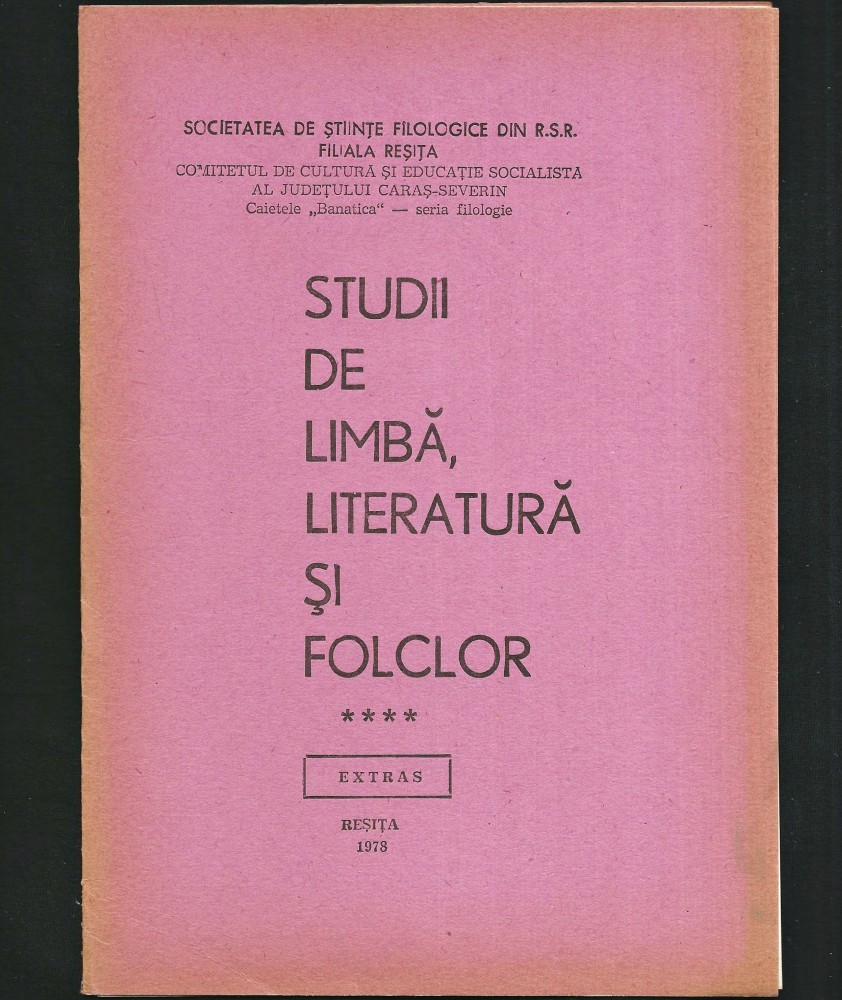 SOCIETATEA DE ŞTIINŢE FILOLOGICE DIN R.S.R.
FILIALA REŞIŢA
COMITETUL DE CULTURĂ ŞI EDUCAŢIE SOCIALISTA
AL JUDEŢULUI CARAŞ-SEVERIN
Caietele „Banatica“ — seria filologie
STUDII
DE
LIMBĂ,
LITERATURĂ
ŞI
FOLCLOR
****
EXTRAS
REŞIŢA
1978